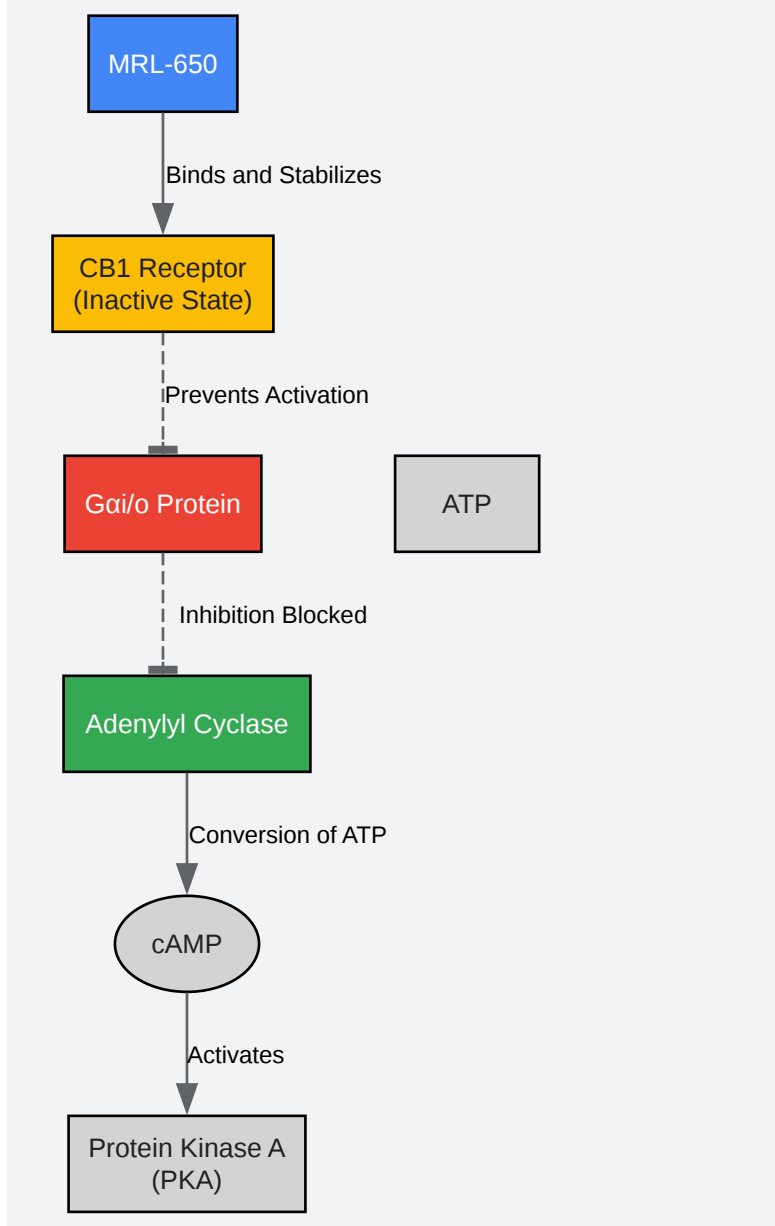 MRL-650
Binds and Stabilizes
CB1 Receptor
(Inactive State)
Prevents Activation
Gαi/o Protein
ATP
Inhibition Blocked
Adenylyl Cyclase
Conversion of ATP
cAMP
Activates
Protein Kinase A
(PKA)